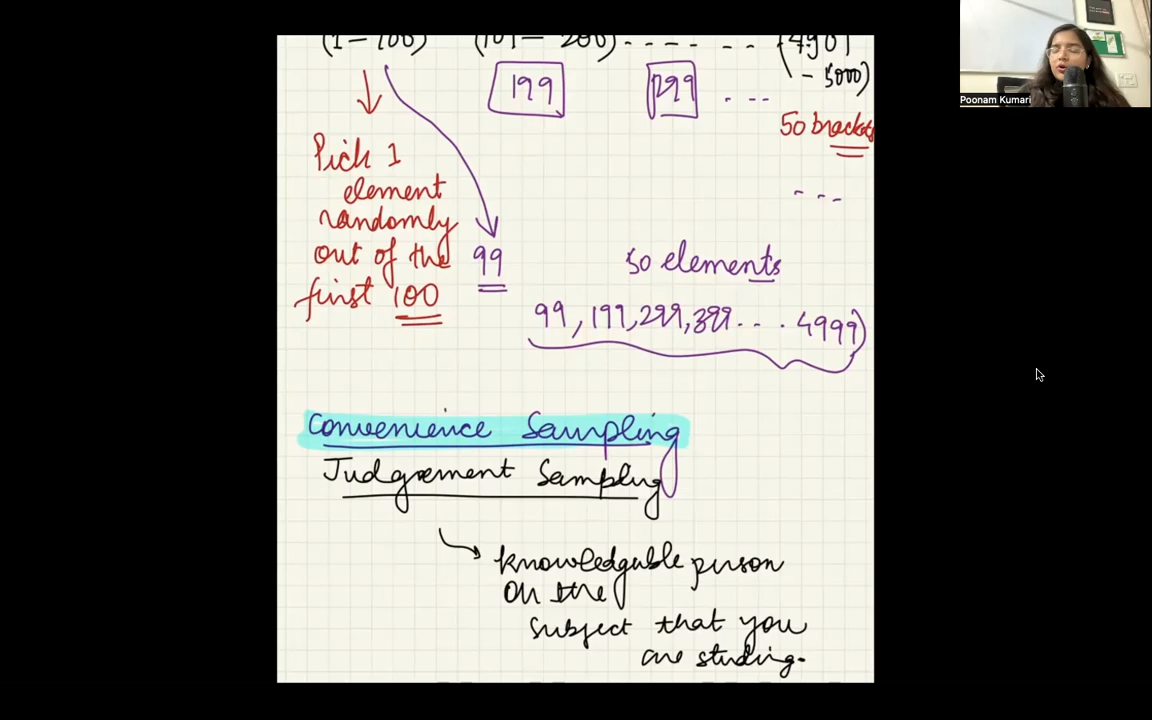 (1 - 100) (101 - 200) - - - - - - - (4901
- 5000)
199 299 - - -
50 brackets
Pick 1
element
randomly
out of the
first 100
- - -
99
50 elements
99, 199, 299, 399 . . . . 4999)
Convenience Sampling
Judgement Sampling
knowledgable person
on the
subject that you
are studing.
Poonam Kumari